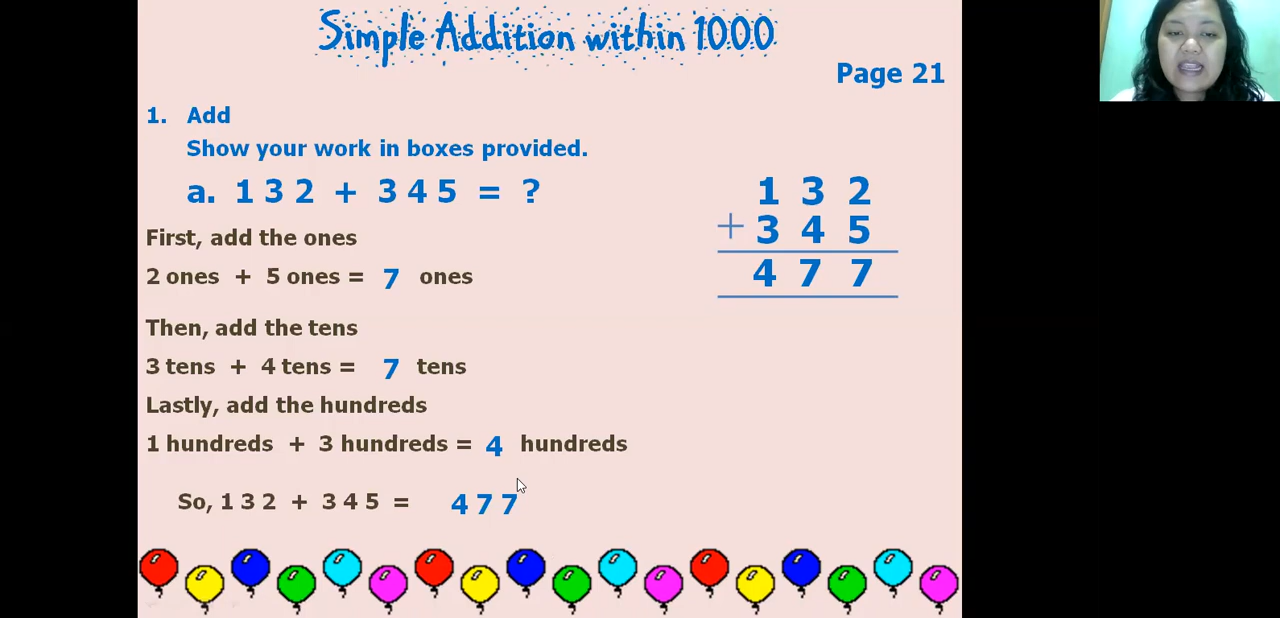 Simple Addition within 1000
Page 21
1. Add
Show your work in boxes provided.
a. 1 3 2 + 3 4 5 = ?
1 3 2
+ 3 4 5
4 7 7
First, add the ones
2 ones + 5 ones = 7 ones
Then, add the tens
3 tens + 4 tens = 7 tens
Lastly, add the hundreds
1 hundreds + 3 hundreds = 4 hundreds
So, 1 3 2 + 3 4 5 = 4 7 7